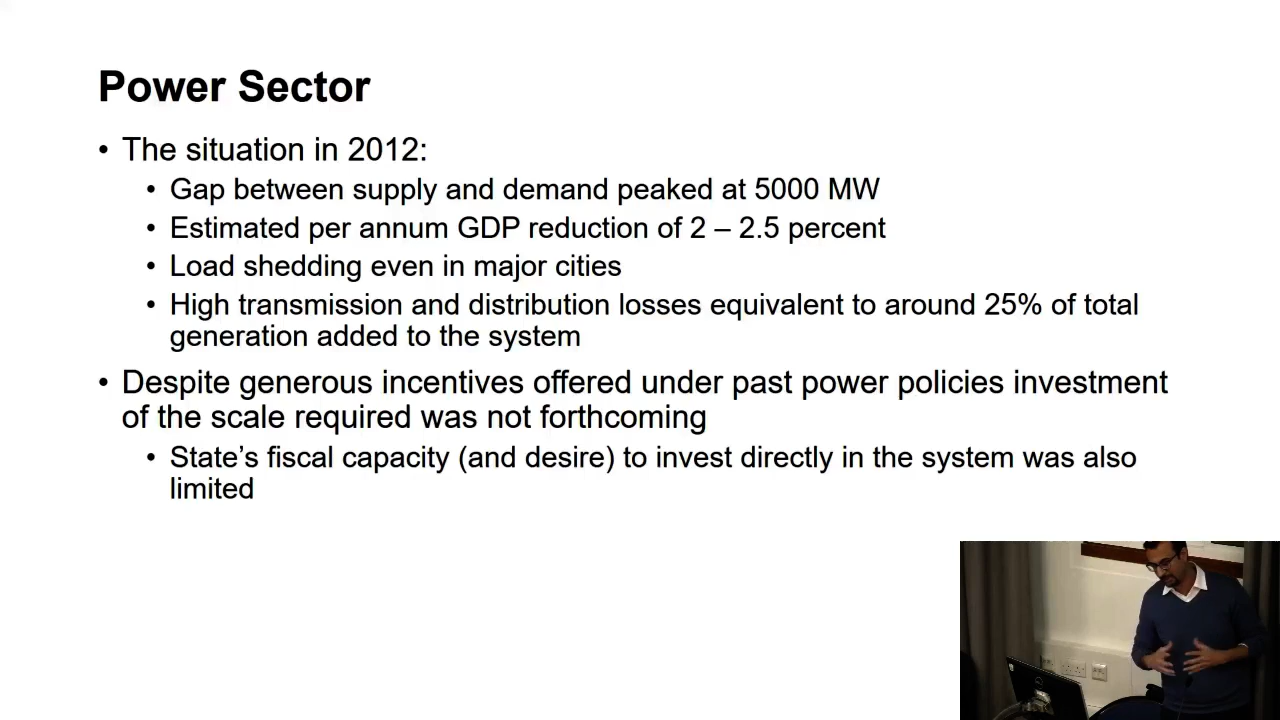 Power Sector
• The situation in 2012:
• Gap between supply and demand peaked at 5000 MW
• Estimated per annum GDP reduction of 2 – 2.5 percent
• Load shedding even in major cities
• High transmission and distribution losses equivalent to around 25% of total
generation added to the system
• Despite generous incentives offered under past power policies investment
of the scale required was not forthcoming
• State’s fiscal capacity (and desire) to invest directly in the system was also
limited